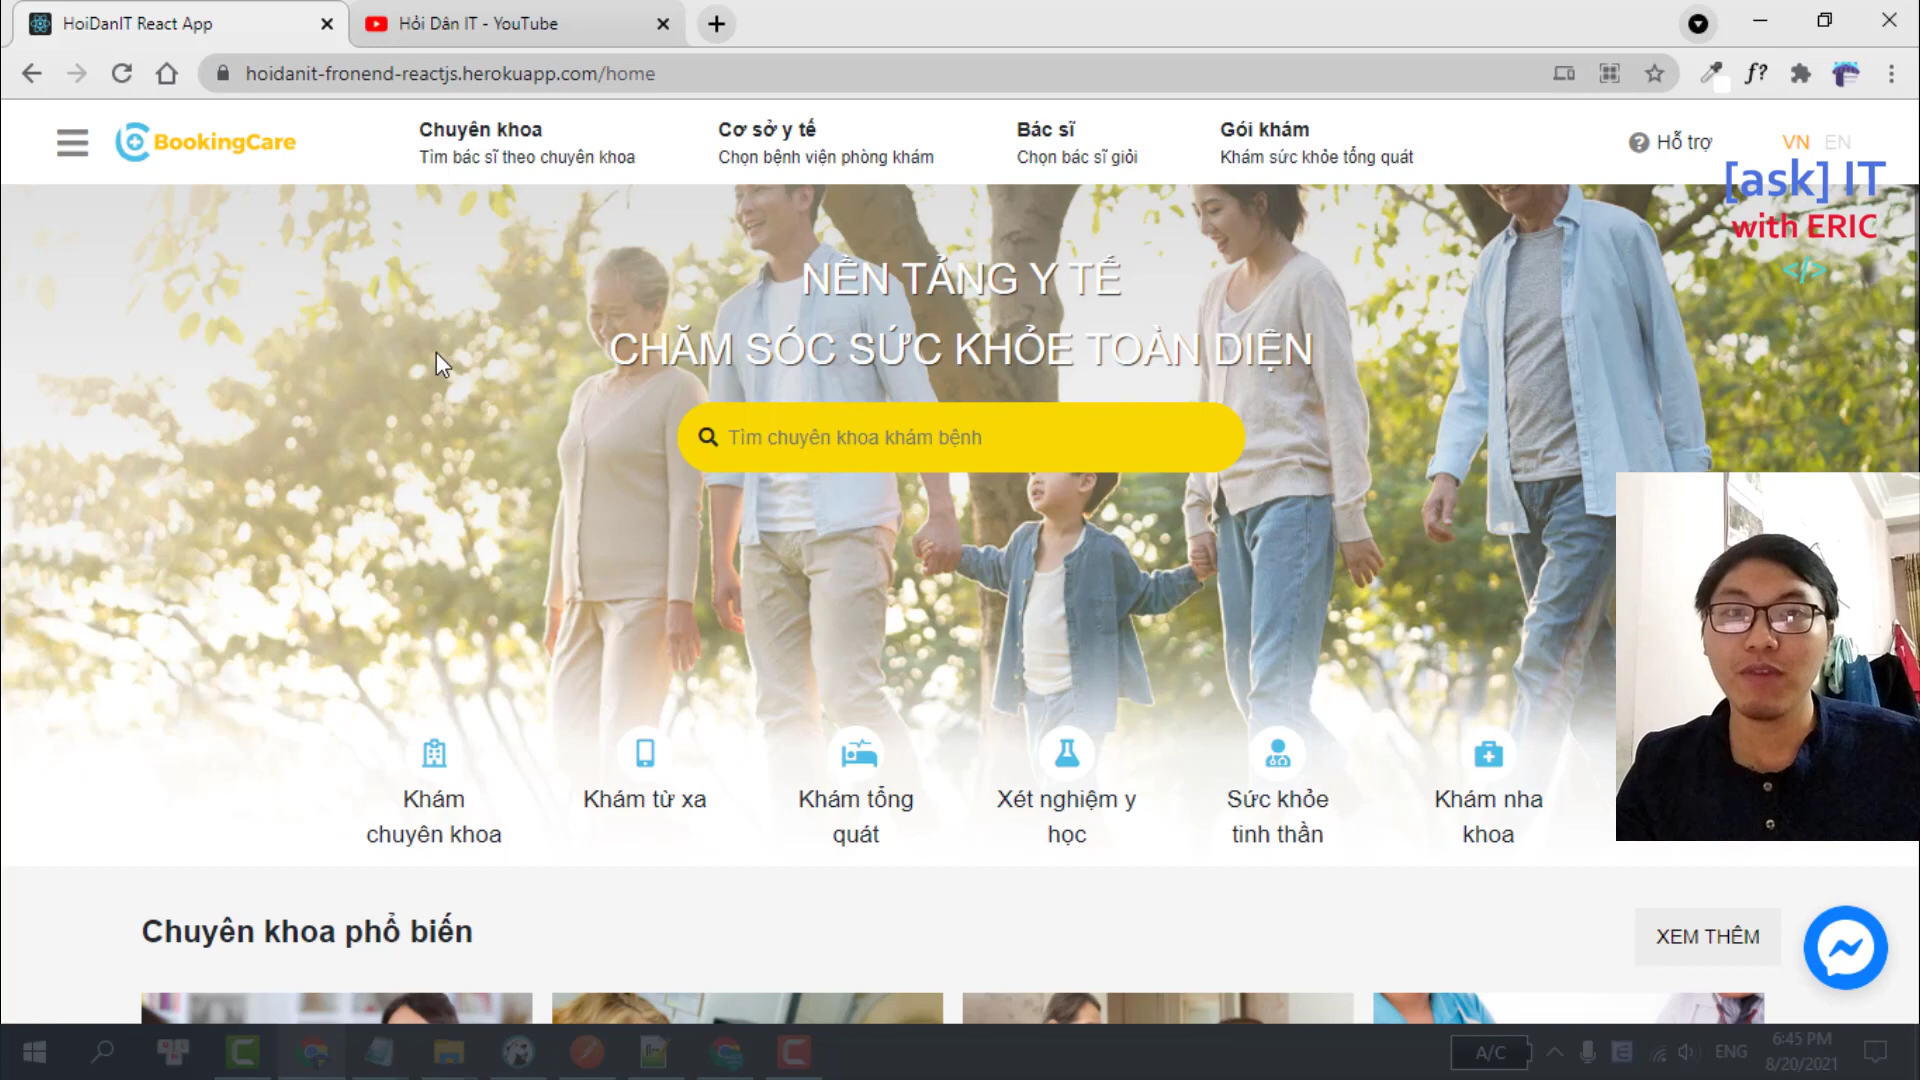 HoiDanIT React App
Hỏi Dân IT - YouTube
hoidanit-fronend-reactjs.herokuapp.com/home
f?
BookingCare
Chuyên khoa
Tìm bác sĩ theo chuyên khoa
Cơ sở y tế
Chọn bệnh viện phòng khám
Bác sĩ
Chọn bác sĩ giỏi
Gói khám
Khám sức khỏe tổng quát
Hỗ trợ
VN EN
[ask] IT
with ERIC
</>
NỀN TẢNG Y TẾ
CHĂM SÓC SỨC KHỎE TOÀN DIỆN
Tìm chuyên khoa khám bệnh
Khám
chuyên khoa
Khám từ xa
Khám tổng
quát
Xét nghiệm y
học
Sức khỏe
tinh thần
Khám nha
khoa
Chuyên khoa phổ biến
XEM THÊM
A/C
ENG
6:45 PM
8/20/2021